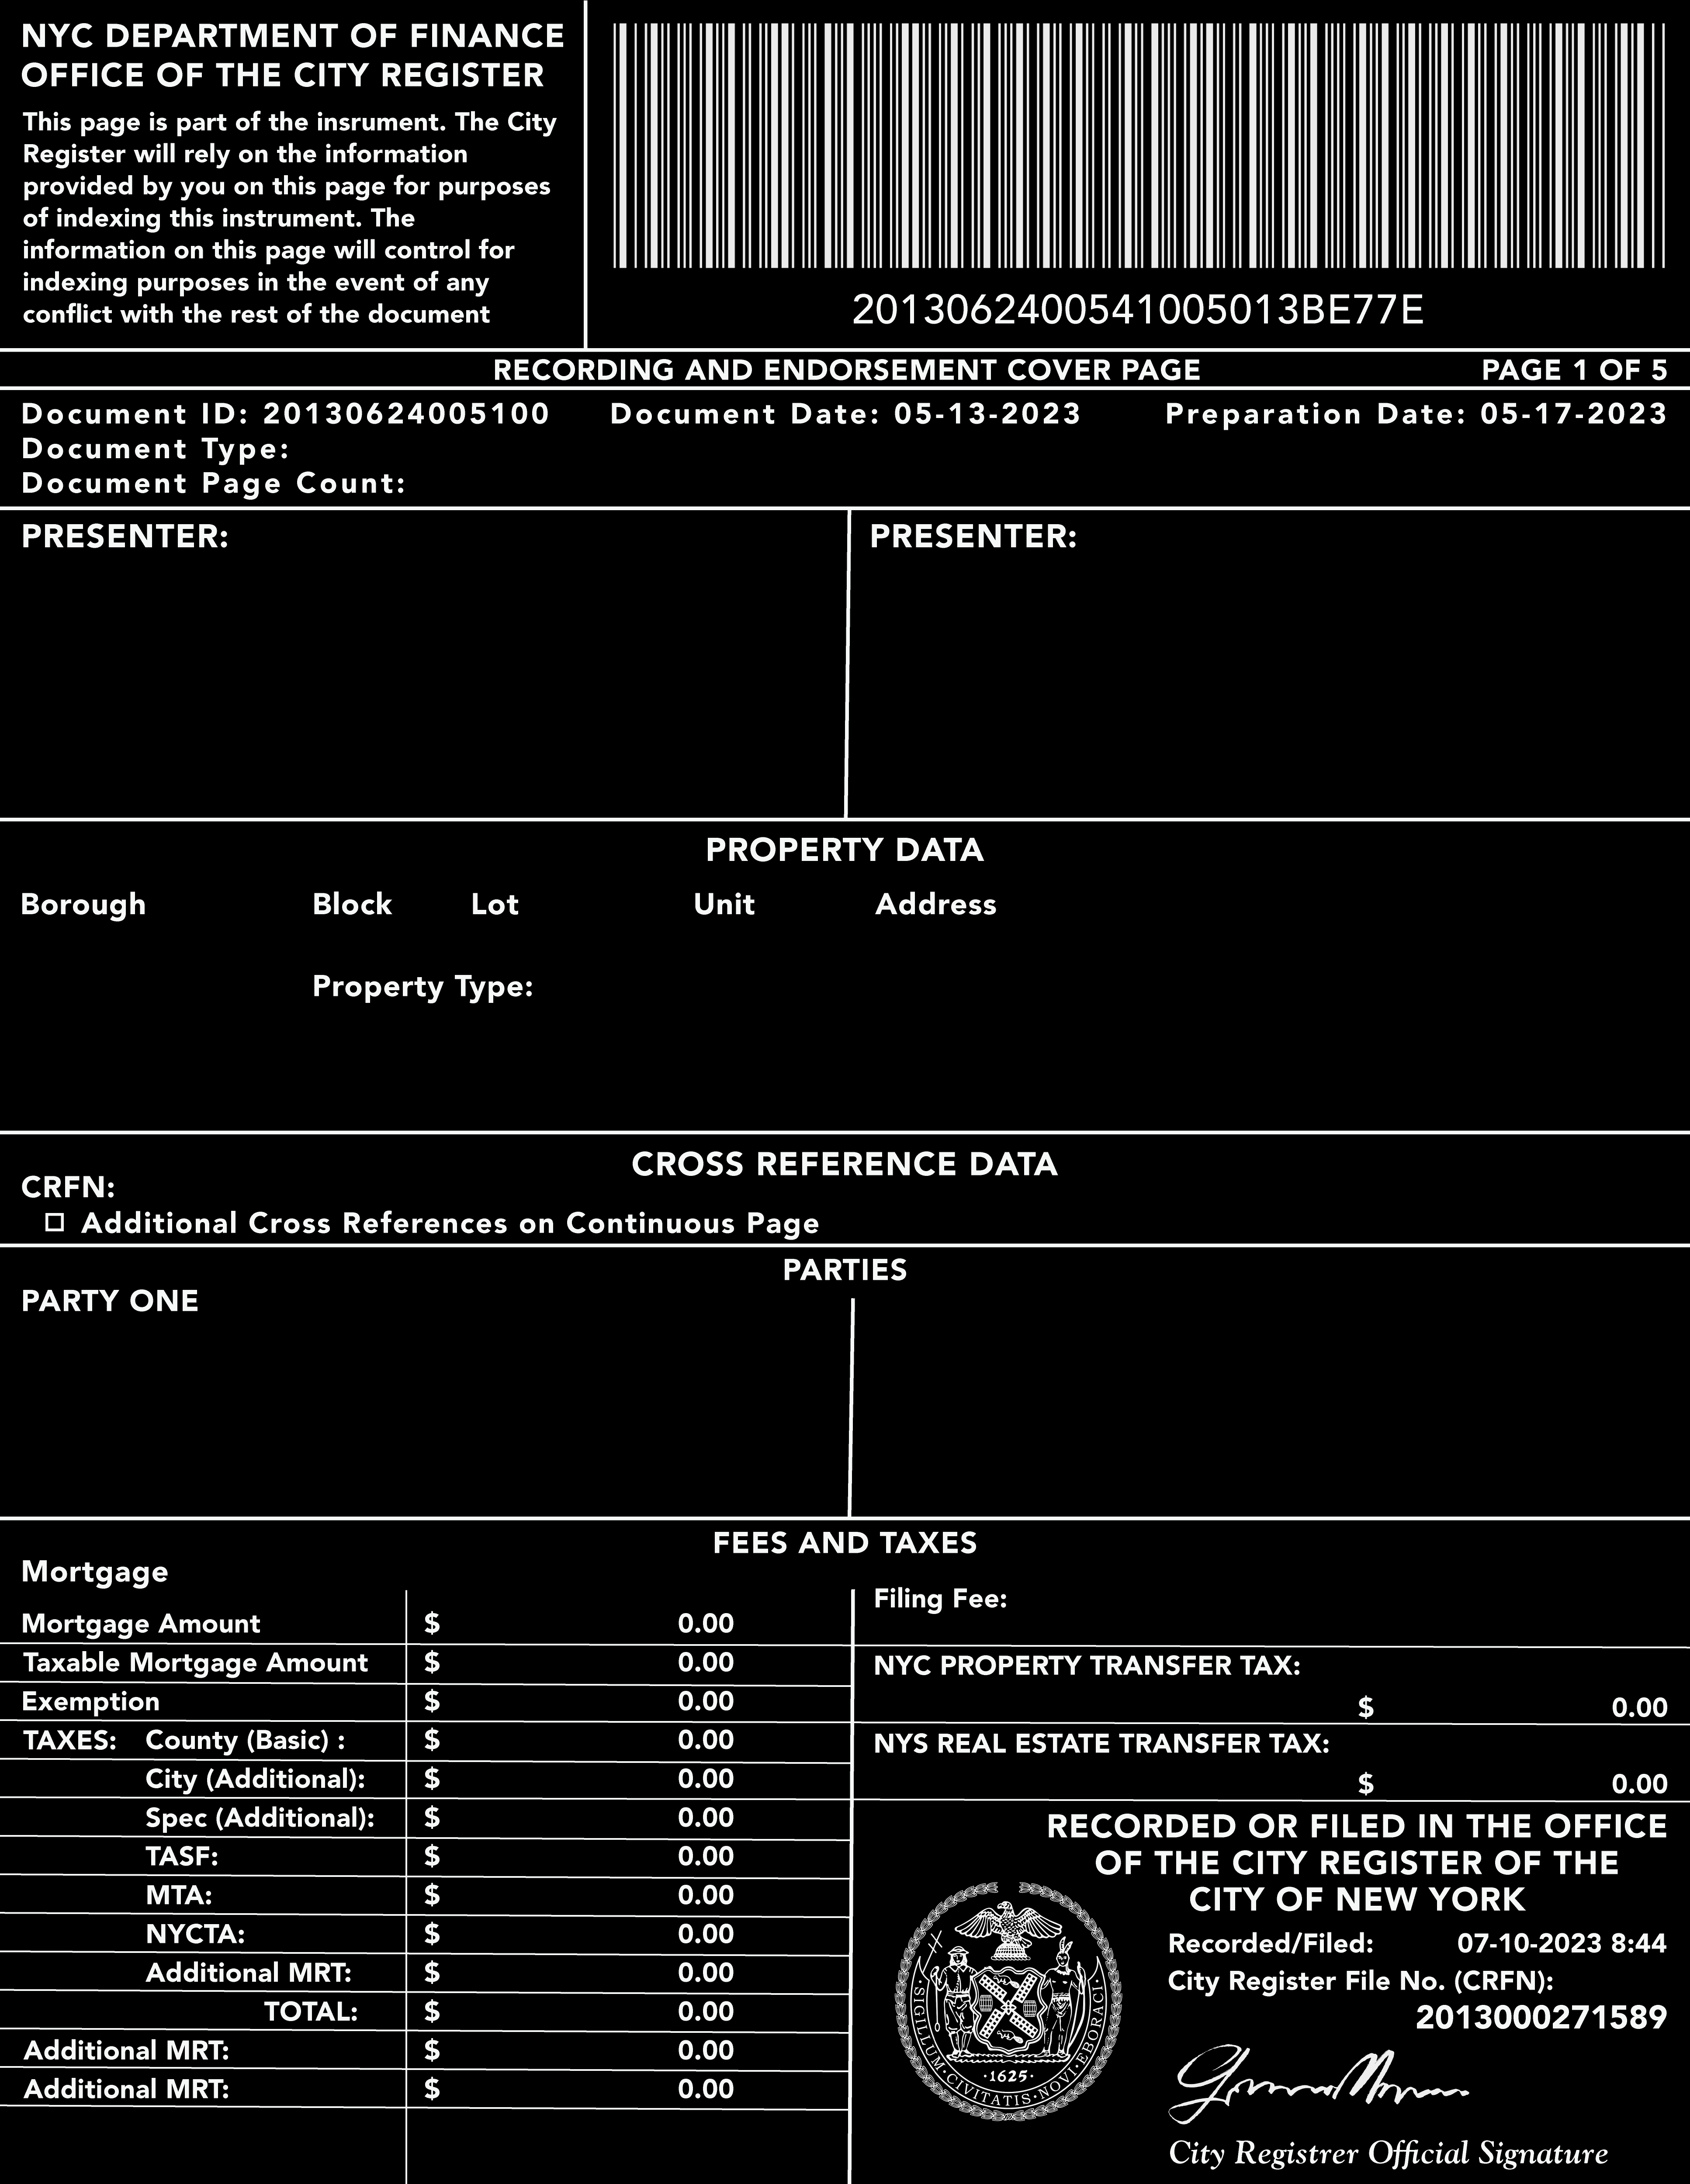 NYC DEPARTMENT OF FINANCE
OFFICE OF THE CITY REGISTER
This page is part of the insrument. The City
Register will rely on the information
provided by you on this page for purposes
of indexing this instrument. The
information on this page will control for
indexing purposes in the event of any
conflict with the rest of the document
2013062400541005013BE77E
RECORDING AND ENDORSEMENT COVER PAGE PAGE 1 OF 5
Document ID: 20130624005100 Document Date: 05-13-2023 Preparation Date: 05-17-2023
Document Type:
Document Page Count:
PRESENTER: PRESENTER:
PROPERTY DATA
Borough Block Lot Unit Address
Property Type:
CROSS REFERENCE DATA
CRFN:
Additional Cross References on Continuous Page
PARTIES
PARTY ONE
FEES AND TAXES
Mortgage
Mortgage Amount $ 0.00
Taxable Mortgage Amount $ 0.00
Exemption $ 0.00
TAXES: County (Basic) : $ 0.00
City (Additional): $ 0.00
Spec (Additional): $ 0.00
TASF: $ 0.00
MTA: $ 0.00
NYCTA: $ 0.00
Additional MRT: $ 0.00
TOTAL: $ 0.00
Additional MRT: $ 0.00
Additional MRT: $ 0.00
Filing Fee:
NYC PROPERTY TRANSFER TAX:
$ 0.00
NYS REAL ESTATE TRANSFER TAX:
$ 0.00
RECORDED OR FILED IN THE OFFICE
OF THE CITY REGISTER OF THE
CITY OF NEW YORK
Recorded/Filed: 07-10-2023 8:44
City Register File No. (CRFN):
2013000271589
·SIGILLUM·CIVITATIS·NOVI·EBORACI·
·1625·
City Registrer Official Signature